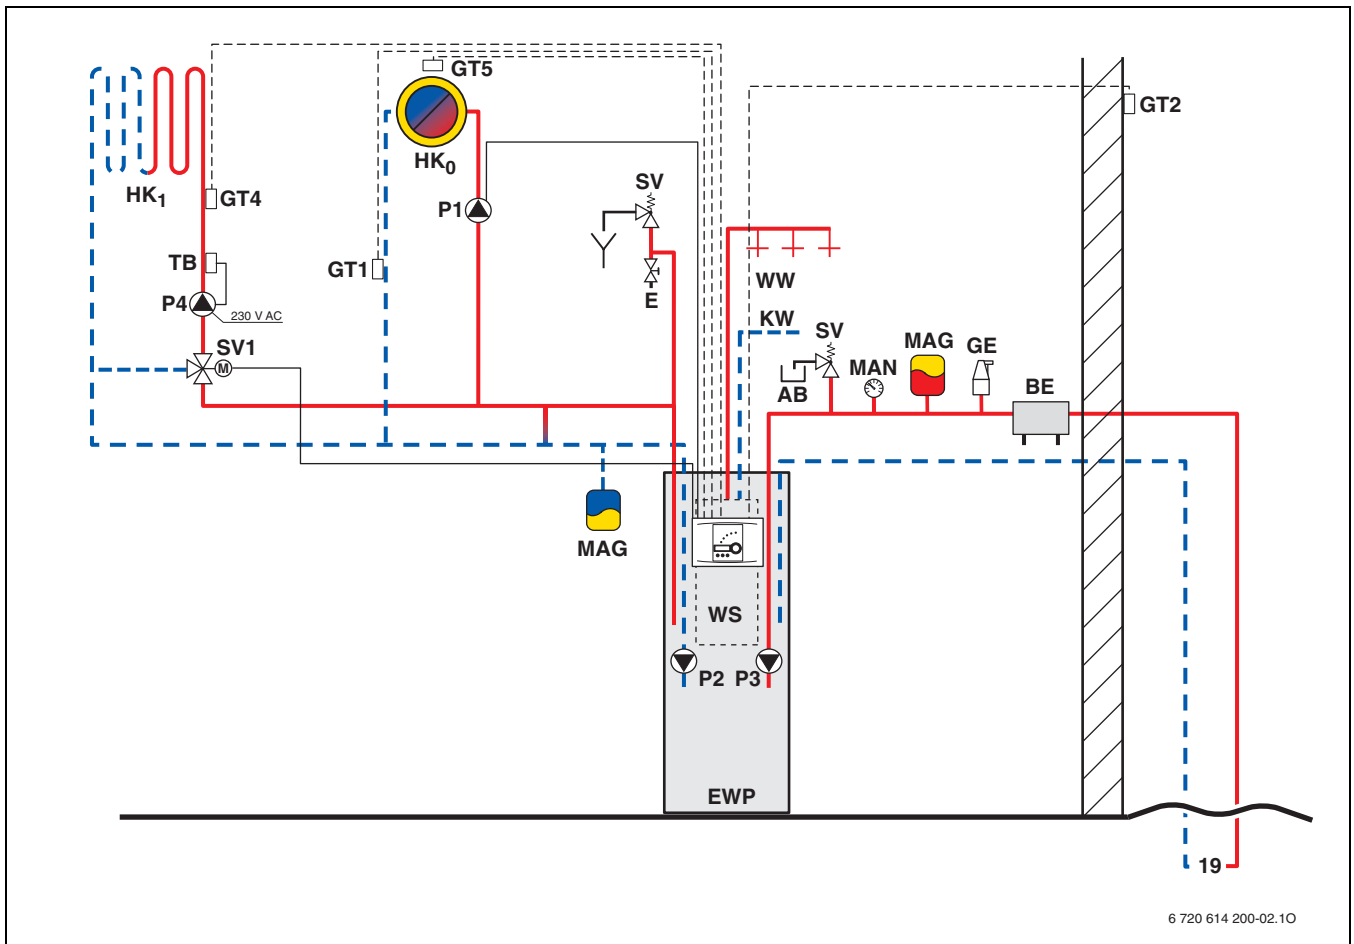 GT5
GT2
HK0
HK1
GT4
SV
P1
TB
GT1
WW
E
P4
230 V AC
KW
SV
SV1
M
MAG
GE
MAN
AB
BE
MAG
WS
P2
P3
EWP
19
6 720 614 200-02.1O